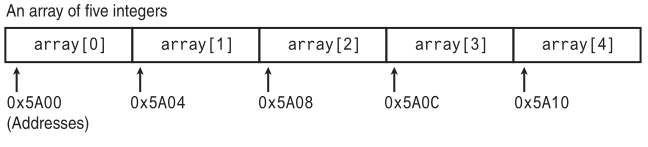 An array of five integers
array[0] array[1] array[2] array[3] array[4]
0x5A00 0x5A04 0x5A08 0x5A0C 0x5A10
(Addresses)